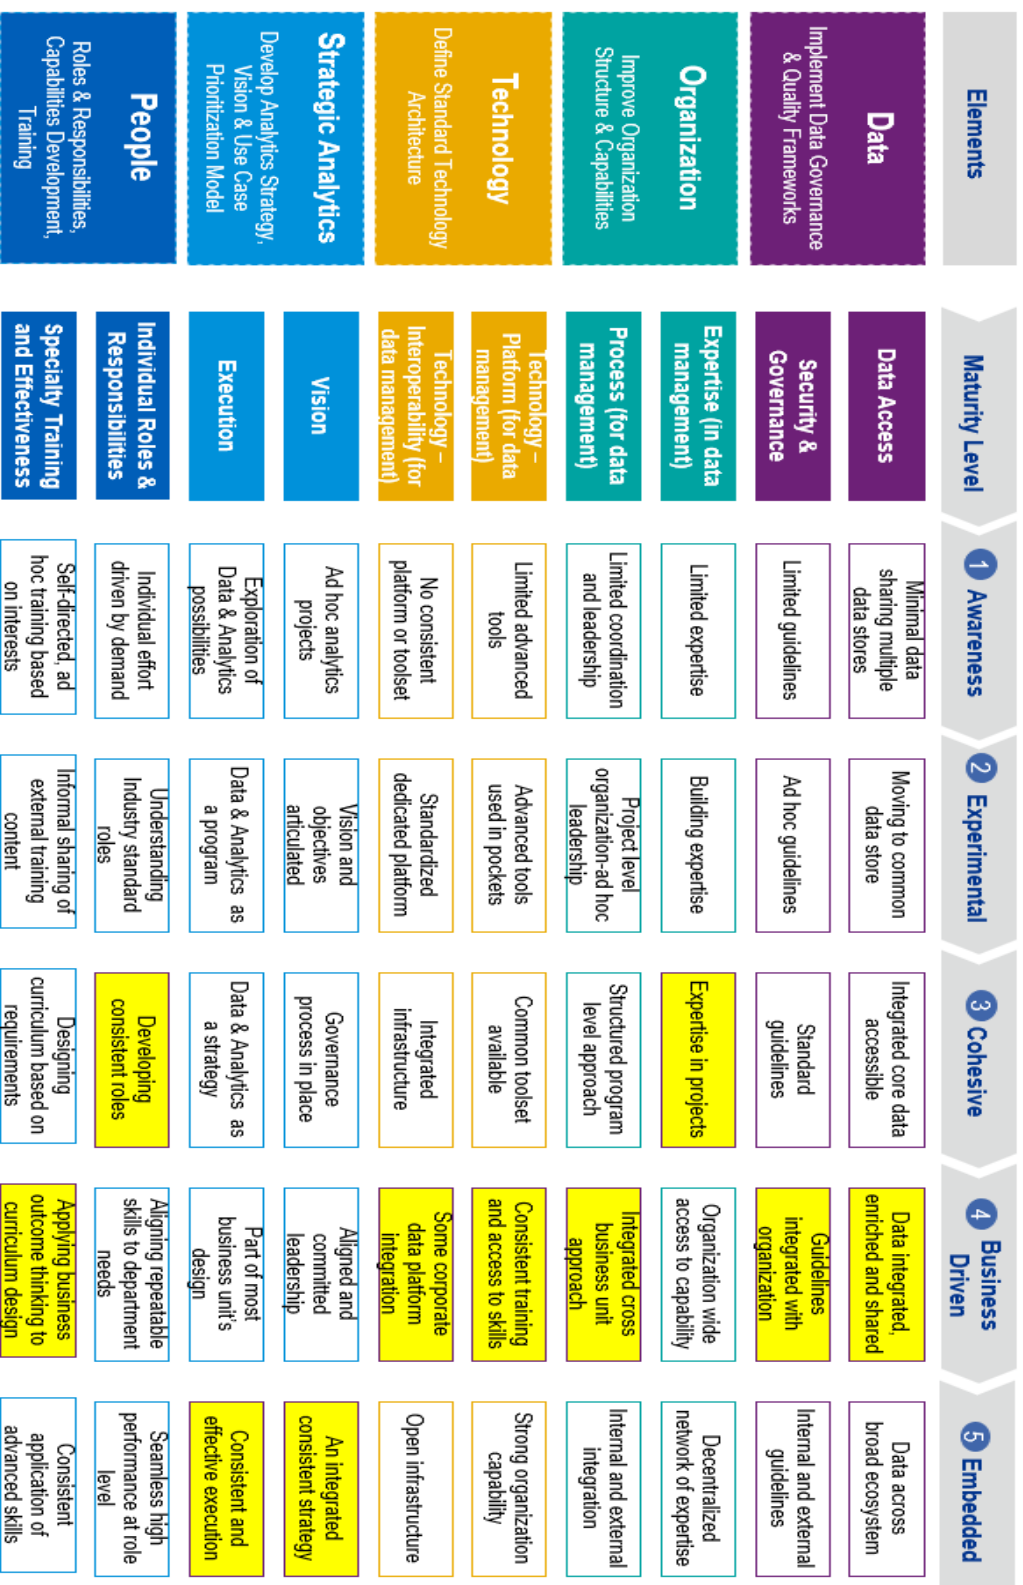 Elements
Maturity Level
1 Awareness
2 Experimental
3 Cohesive
4 Business
Driven
5 Embedded
Data
Implement Data Governance
& Quality Frameworks
Data Access
Minimal data
sharing multiple
data stores
Moving to common
data store
Integrated core data
accessible
Data integrated,
enriched and shared
Data across
broad ecosystem
Security &
Governance
Limited guidelines
Ad hoc guidelines
Standard
guidelines
Guidelines
integrated with
organization
Internal and external
guidelines
Organization
Improve Organization
Structure & Capabilities
Expertise (in data
management)
Limited expertise
Building expertise
Expertise in projects
Organization wide
access to capability
Decentralized
network of expertise
Process (for data
management)
Limited coordination
and leadership
Project level
organization-ad hoc
leadership
Structured program
level approach
Integrated cross
business unit
approach
Internal and external
integration
Technology
Define Standard Technology
Architecture
Technology –
Platform (for data
management)
Limited advanced
tools
Advanced tools
used in pockets
Common toolset
available
Consistent training
and access to skills
Strong organization
capability
Technology –
Interoperability (for
data management)
No consistent
platform or toolset
Standardized
dedicated platform
Integrated
infrastructure
Some corporate
data platform
integration
Open infrastructure
Strategic Analytics
Develop Analytics Strategy,
Vision & Use Case
Prioritization Model
Vision
Ad hoc analytics
projects
Vision and
objectives
articulated
Governance
process in place
Aligned and
committed
leadership
An integrated
consistent strategy
Execution
Exploration of
Data & Analytics
possibilities
Data & Analytics as
a program
Data & Analytics as
a strategy
Part of most
business unit's
design
Consistent and
effective execution
People
Roles & Responsibilities,
Capabilities Development,
Training
Individual Roles &
Responsibilities
Individual effort
driven by demand
Understanding
Industry standard
roles
Developing
consistent roles
Aligning repeatable
skills to department
needs
Seamless high
performance at role
level
Specialty Training
and Effectiveness
Self-directed, ad
hoc training based
on interests
Informal sharing of
external training
content
Designing
curriculum based on
requirements
Applying business
outcome thinking to
curriculum design
Consistent
application of
advanced skills